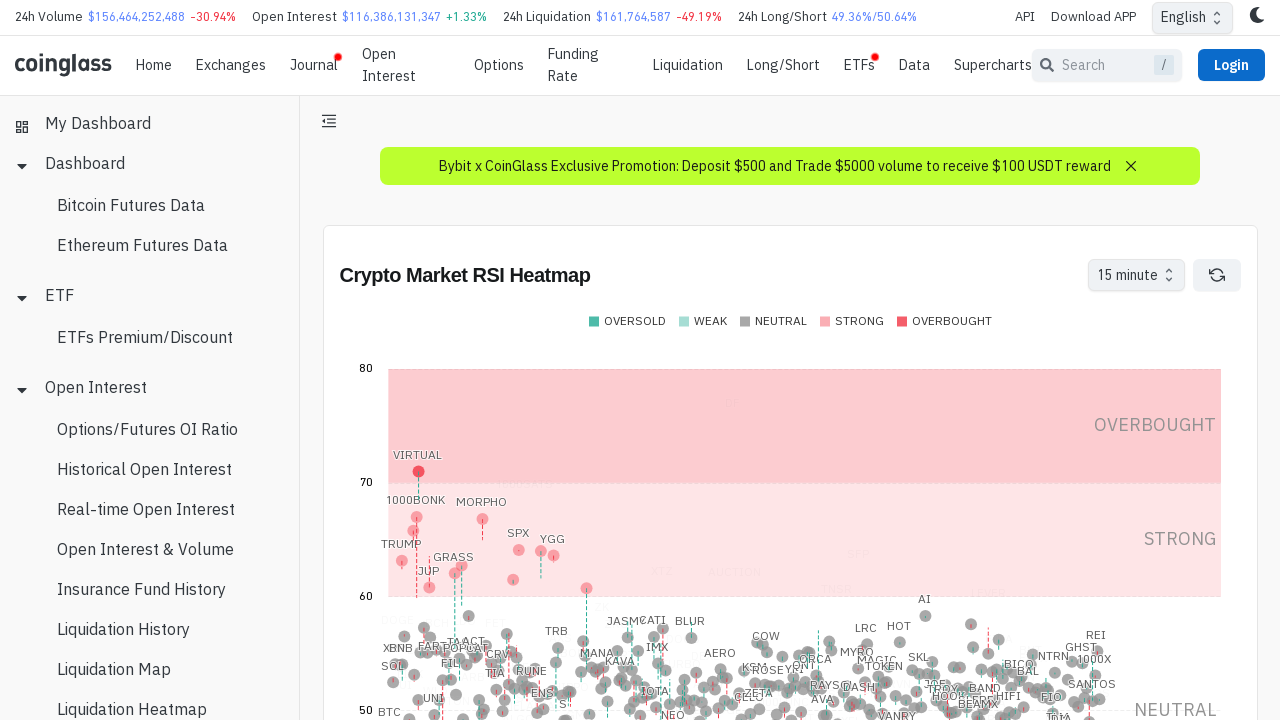 24h Volume $156,464,252,488 -30.94% Open Interest $116,386,131,347 +1.33% 24h Liquidation $161,764,587 -49.19% 24h Long/Short 49.36%/50.64% API Download APP English
coinglass Home Exchanges Journal Open Interest Options Funding Rate Liquidation Long/Short ETFs Data Supercharts Search / Login
My Dashboard
Dashboard
Bitcoin Futures Data
Ethereum Futures Data
ETF
ETFs Premium/Discount
Open Interest
Options/Futures OI Ratio
Historical Open Interest
Real-time Open Interest
Open Interest & Volume
Insurance Fund History
Liquidation History
Liquidation Map
Liquidation Heatmap
Bybit x CoinGlass Exclusive Promotion: Deposit $500 and Trade $5000 volume to receive $100 USDT reward
Crypto Market RSI Heatmap 15 minute
OVERSOLD WEAK NEUTRAL STRONG OVERBOUGHT
80
OVERBOUGHT
VIRTUAL
70
1000BONK MORPHO
SPX YGG
STRONG
TRUMP
GRASS
JUP
60
AI
JASMY CATI BLUR
TRB LRC HOT
COW REI
ACT
BNB IMX GHST
MANA AERO MYRO
CRV NTRN
KAVA ORCA MAGIC SKL 1000X
SOL FIL BICO
TIA RUNE KSM TOKEN BAL
SANTOS
RAYSOL DASH BAND
UNI ENS IOTA ZETA HOOK HIFI FIO
AVA BEAMX
50 BTC NEO VANRY NEUTRAL